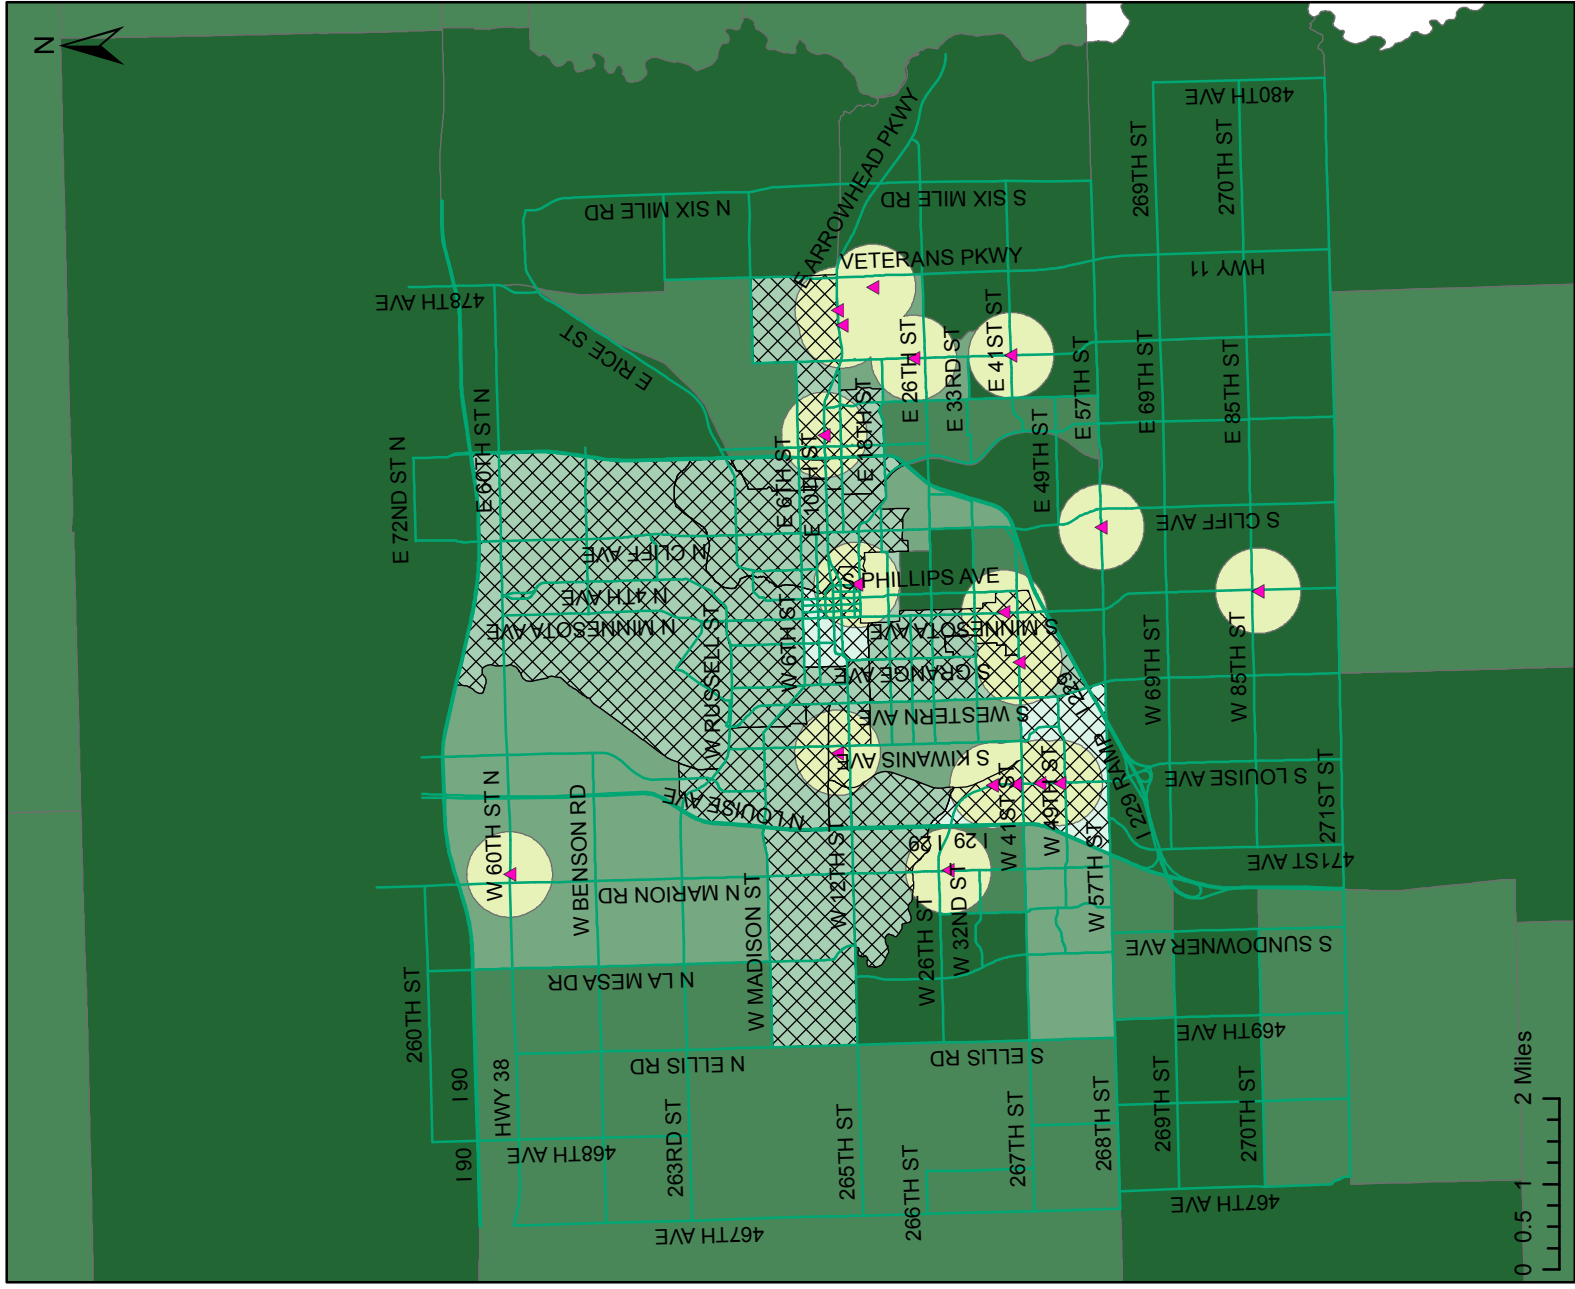 N
480TH AVE
269TH ST
270TH ST
E ARROWHEAD PKWY
N SIX MILE RD
S SIX MILE RD
VETERANS PKWY
HWY 11
478TH AVE
E RICE ST
E 26TH ST
E 33RD ST
E 41ST ST
E 57TH ST
E 69TH ST
E 85TH ST
E 18TH ST
E 60TH ST N
E 72ND ST N
E 6TH ST
E 10TH ST
E 49TH ST
S CLIFF AVE
N CLIFF AVE
S PHILLIPS AVE
N 4TH AVE
N MINNESOTA AVE
S MINNESOTA AVE
W 6TH ST
W RUSSELL ST
S GRANGE AVE
W 69TH ST
W 85TH ST
I 229
S WESTERN AVE
S KIWANIS AVE
I 229 RAMP
S LOUISE AVE
271ST ST
W 60TH ST N
W BENSON RD
N LOUISE AVE
W 41ST ST
W 49TH ST
I 29
I 29
W 12TH ST
W 57TH ST
471ST AVE
N MARION RD
W 26TH ST
W 32ND ST
W MADISON ST
S SUNDOWNER AVE
N LA MESA DR
260TH ST
469TH AVE
N ELLIS RD
S ELLIS RD
I 90
HWY 38
I 90
468TH AVE
263RD ST
265TH ST
266TH ST
267TH ST
268TH ST
269TH ST
270TH ST
467TH AVE
467TH AVE
0 0.5 1 2 Miles